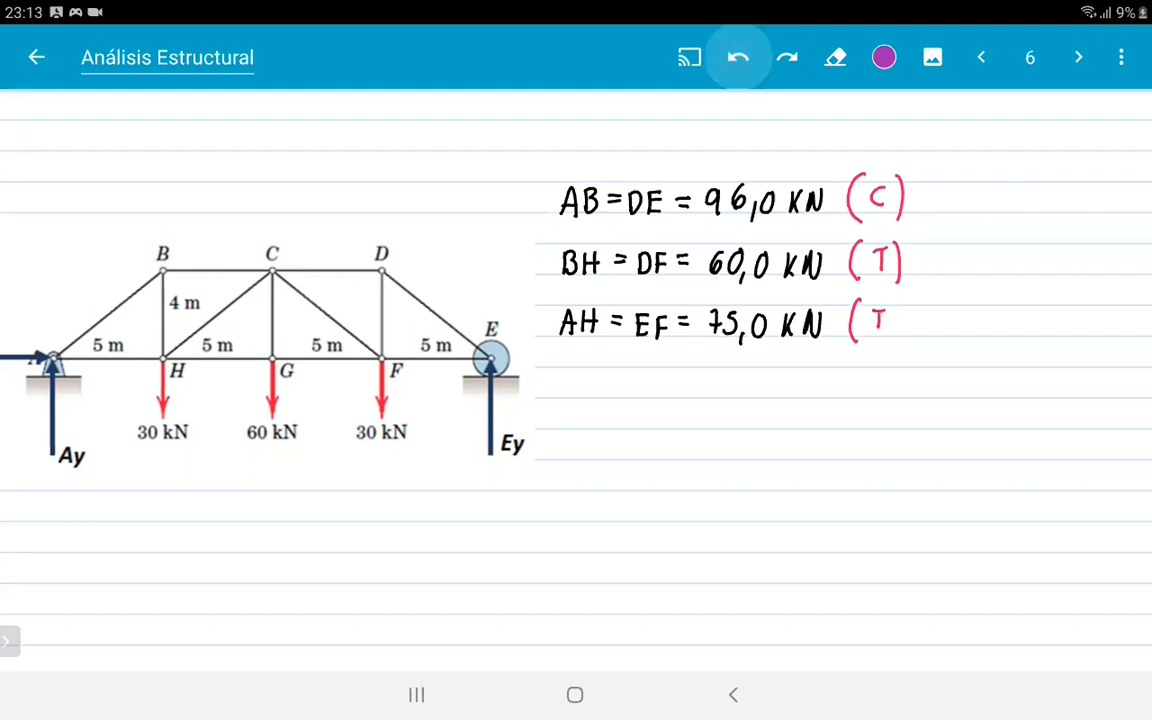 23:13
9%
Análisis Estructural
6
AB = DE = 96,0 KN (C)
BH = DF = 60,0 KN (T)
AH = EF = 75,0 KN (T
B C D
4 m
E
5 m 5 m 5 m 5 m
A H G F
30 kN 60 kN 30 kN
Ay Ey